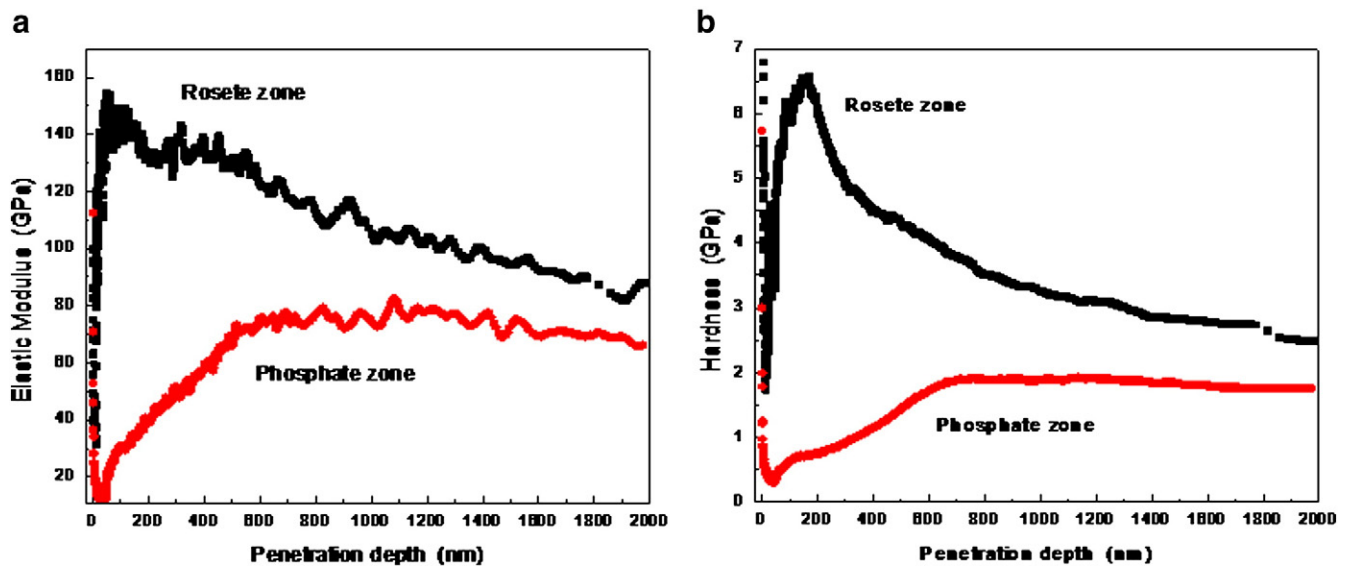 a
b
Elastic Modulus (GPa)
180
160
140
120
100
80
60
40
20
Rosete zone
Phosphate zone
0 200 400 600 800 1000 1200 1400 1600 1800 2000
Penetration depth (nm)
Hardness (GPa)
7
6
5
4
3
2
1
0
Rosete zone
Phosphate zone
0 200 400 600 800 1000 1200 1400 1600 1800 2000
Penetration depth (nm)